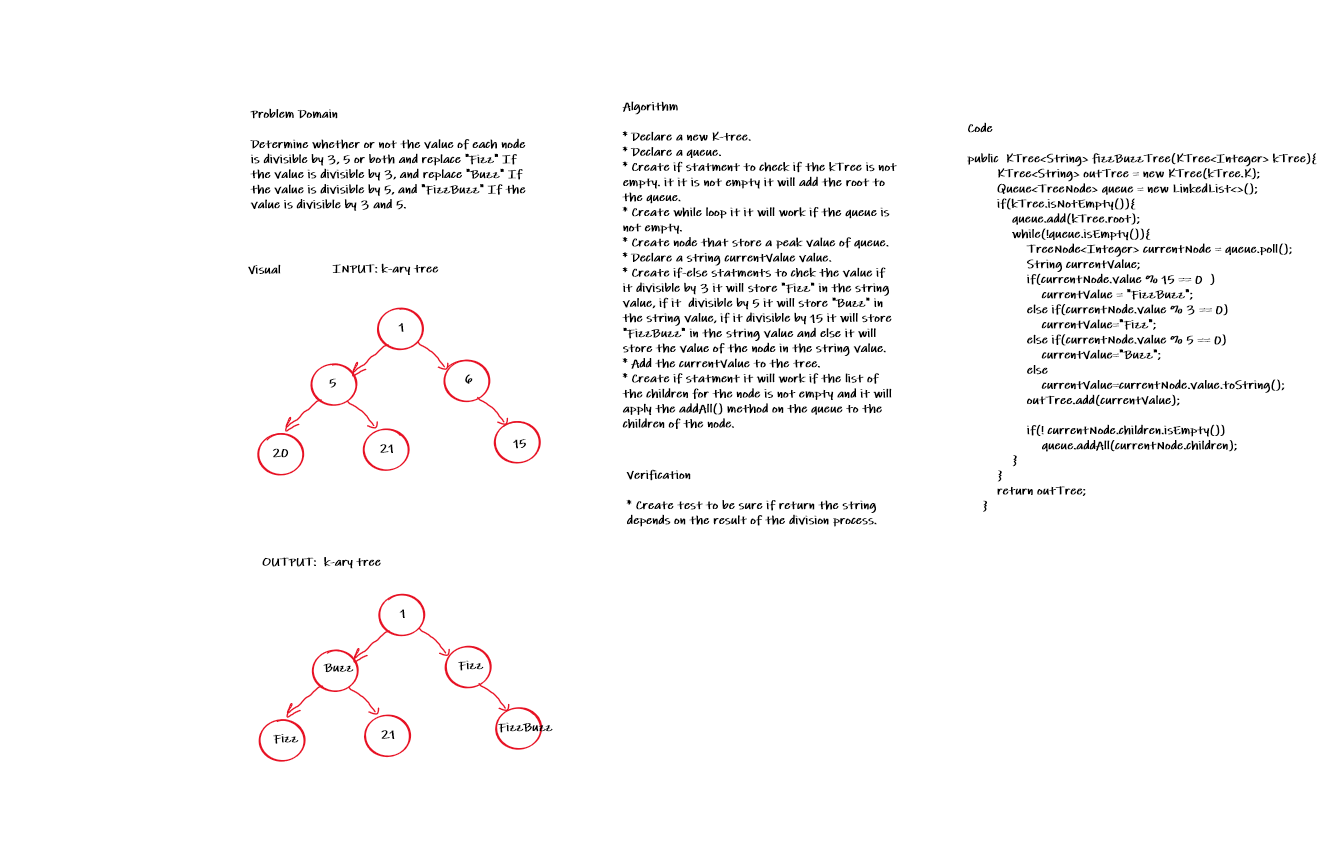 Problem Domain
Determine whether or not the value of each node
is divisible by 3, 5 or both and replace "Fizz" If
the value is divisible by 3, and replace "Buzz" If
the value is divisible by 5, and "FizzBuzz" If the
value is divisible by 3 and 5.
Visual
INPUT: k-ary tree
1
5
6
20
21
15
OUTPUT: k-ary tree
1
Buzz
Fizz
Fizz
21
FizzBuzz
Algorithm
* Declare a new K-tree.
* Declare a queue.
* Create if statment to check if the kTree is not
empty. it it is not empty it will add the root to
the queue.
* Create while loop it it will work if the queue is
not empty.
* Create node that store a peak value of queue.
* Declare a string currentValue value.
* Create if-else statments to chek the value if
it divisible by 3 it will store "Fizz" in the string
value, if it divisible by 5 it will store "Buzz" in
the string value, if it divisible by 15 it will store
"FizzBuzz" in the string value and else it will
store the value of the node in the string value.
* Add the currentValue to the tree.
* Create if statment it will work if the list of
the children for the node is not empty and it will
apply the addAll() method on the queue to the
children of the node.
Verification
* Create test to be sure if return the string
depends on the result of the division process.
Code
public KTree<String> fizzBuzzTree(KTree<Integer> kTree){
KTree<String> outTree = new KTree(kTree.K);
Queue<TreeNode> queue = new LinkedList<>();
if(kTree.isNotEmpty()){
queue.add(kTree.root);
while(!queue.isEmpty()){
TreeNode<Integer> currentNode = queue.poll();
String currentValue;
if(currentNode.value % 15 == 0 )
currentValue = "FizzBuzz";
else if(currentNode.value % 3 == 0)
currentValue="Fizz";
else if(currentNode.value % 5 == 0)
currentValue="Buzz";
else
currentValue=currentNode.value.toString();
outTree.add(currentValue);
if(! currentNode.children.isEmpty())
queue.addAll(currentNode.children);
}
}
return outTree;
}